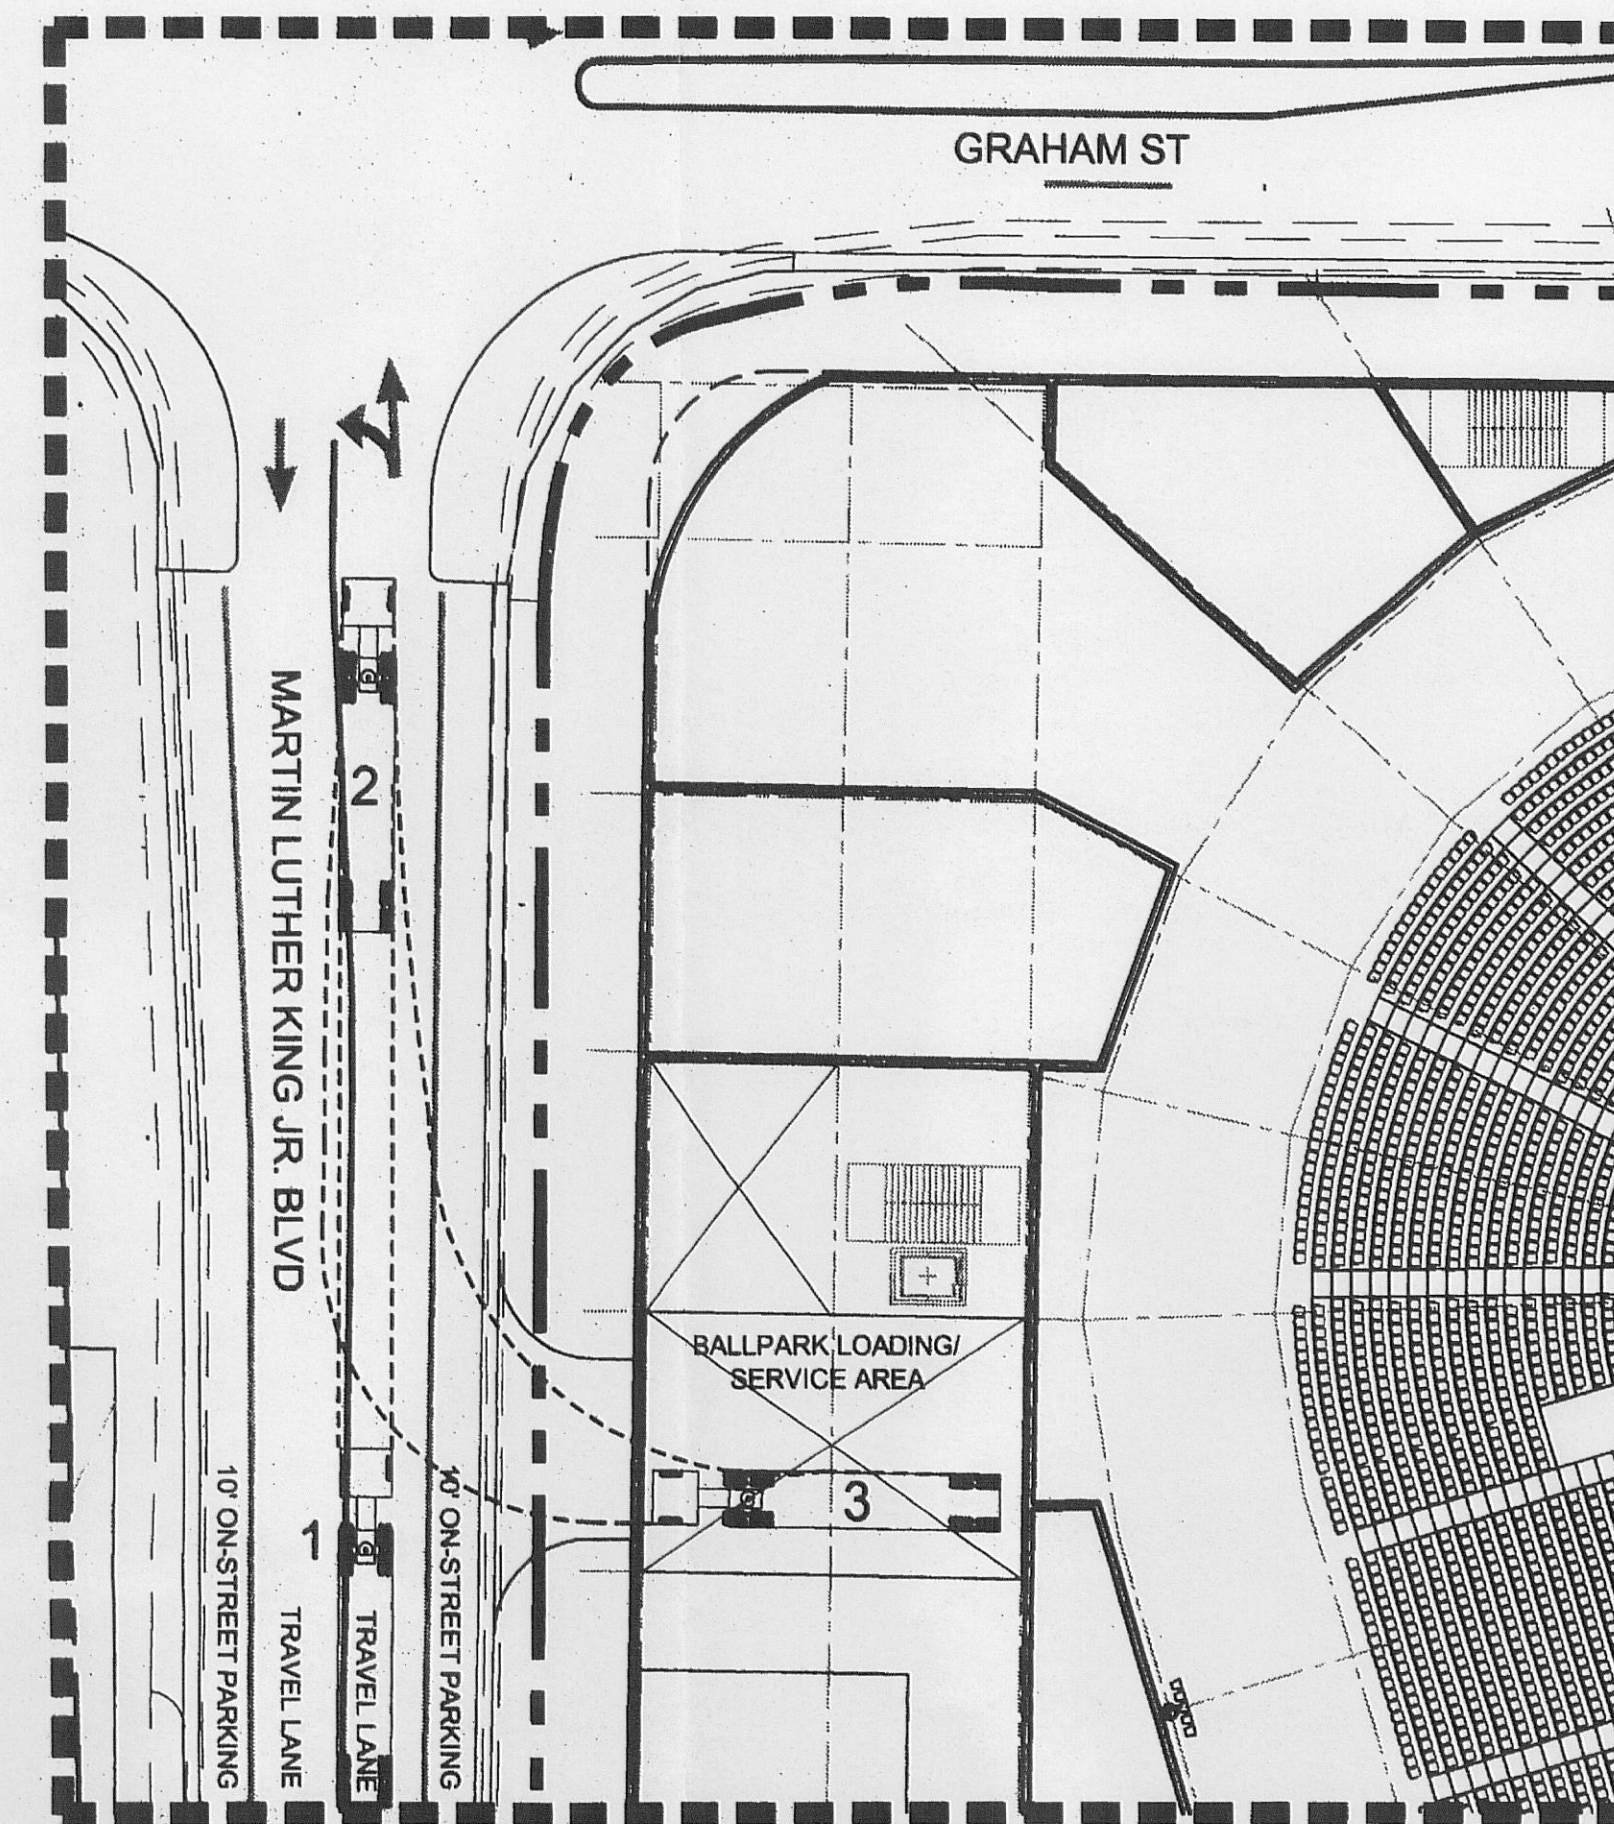 GRAHAM ST
MARTIN LUTHER KING JR. BLVD
2
BALLPARK LOADING/
SERVICE AREA
3
1
10' ON-STREET PARKING
TRAVEL LANE
TRAVEL LANE
10' ON-STREET PARKING